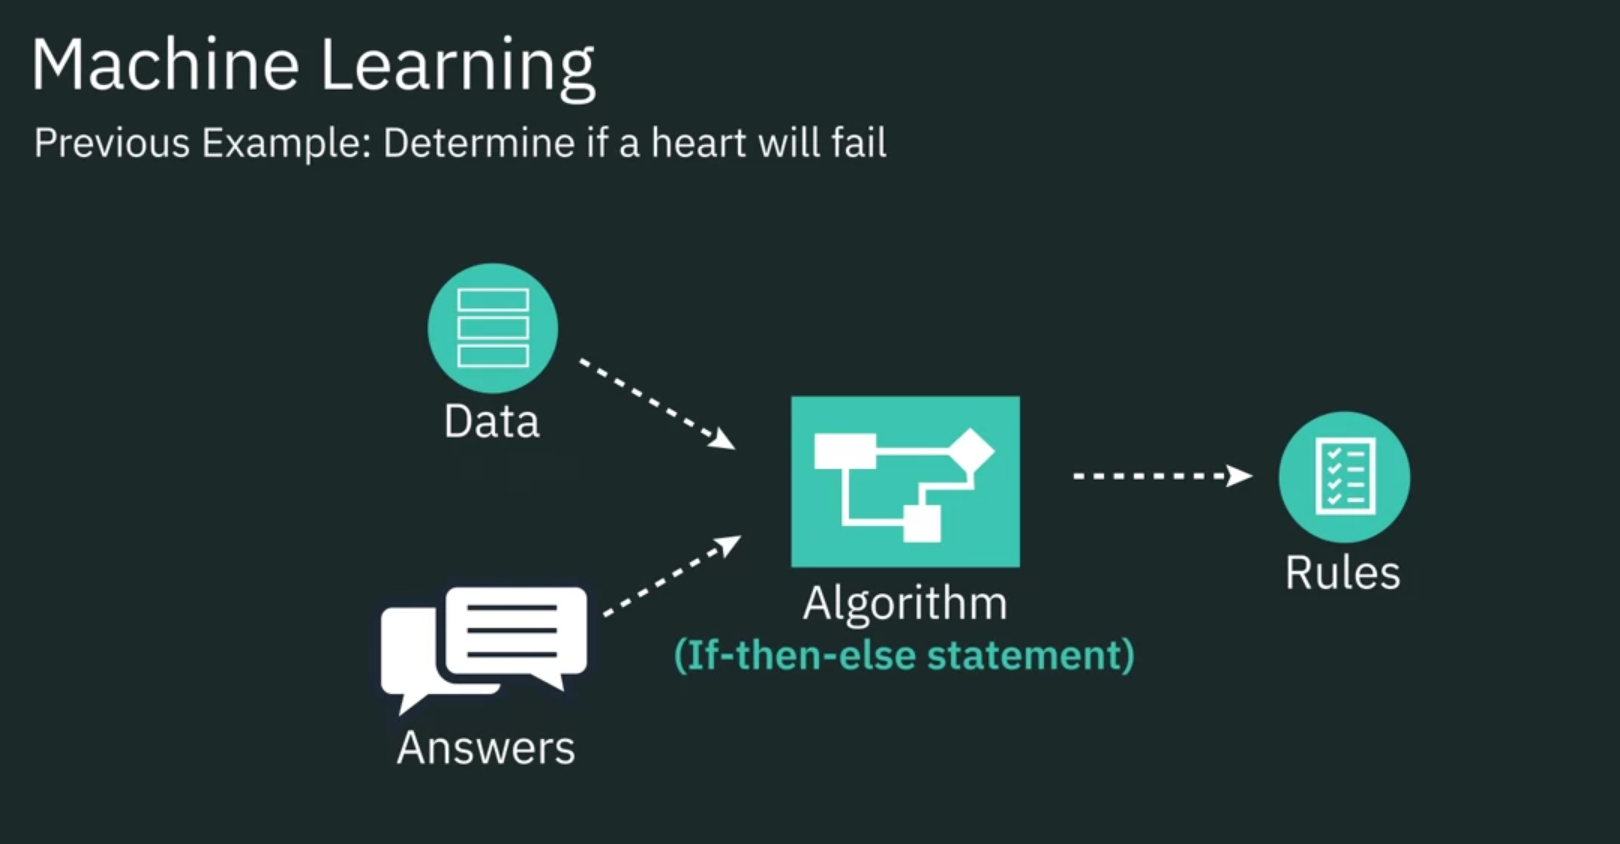 Machine Learning
Previous Example: Determine if a heart will fail
Data
Algorithm
(If-then-else statement)
Rules
Answers